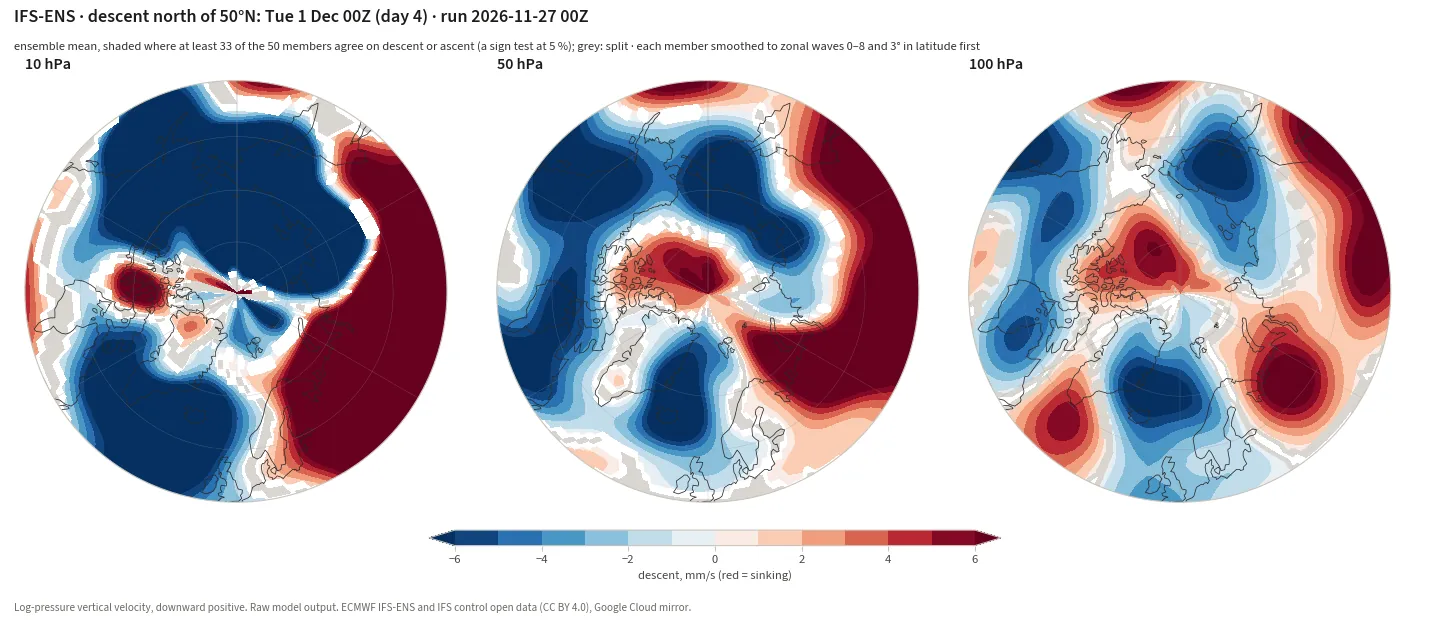 IFS-ENS · descent north of 50°N: Tue 1 Dec 00Z (day 4) · run 2026-11-27 00Z
ensemble mean, shaded where at least 33 of the 50 members agree on descent or ascent (a sign test at 5 %); grey: split · each member smoothed to zonal waves 0–8 and 3° in latitude first
10 hPa
50 hPa
100 hPa
−6 −4 −2 0 2 4 6
descent, mm/s (red = sinking)
Log-pressure vertical velocity, downward positive. Raw model output. ECMWF IFS-ENS and IFS control open data (CC BY 4.0), Google Cloud mirror.